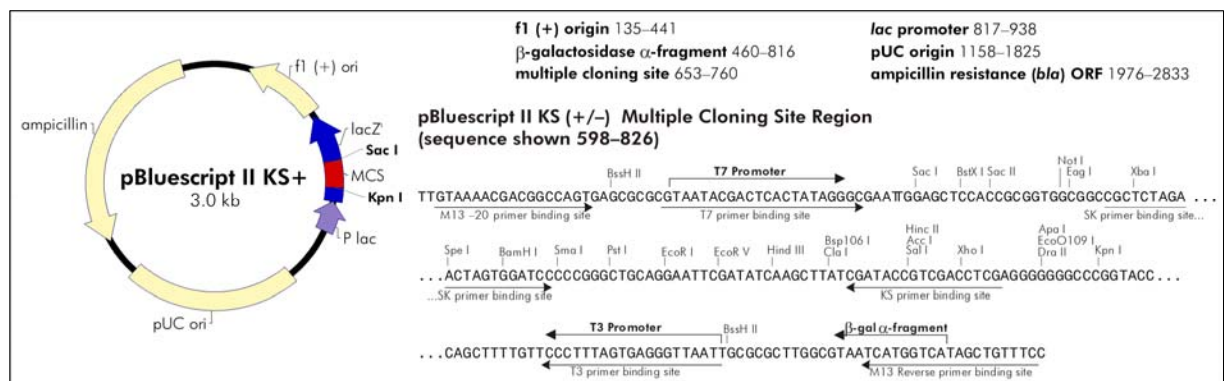 f1 (+) origin 135–441
β-galactosidase α-fragment 460–816
multiple cloning site 653–760
lac promoter 817–938
pUC origin 1158–1825
ampicillin resistance (bla) ORF 1976–2833
f1 (+) ori
ampicillin
lacZ'
Sac I
pBluescript II KS+
MCS
3.0 kb
Kpn I
P lac
pUC ori
pBluescript II KS (+/–) Multiple Cloning Site Region
(sequence shown 598–826)
BssH II
T7 Promoter
Sac I
BstX I
Sac II
Not I
Eag I
Xba I
TTGTAAAACGACGGCCAGTGAGCGCGCGTAATACGACTCACTATAGGGCGAATTGGAGCTCCACCGCGGTGGCGGCCGCTCTAGA
M13 –20 primer binding site
T7 primer binding site
SK primer binding site...
Spe I
BamH I
Sma I
Pst I
EcoR I
EcoR V
Hind III
Bsp106 I
Cla I
Hinc II
Acc I
Sal I
Xho I
Apa I
EcoO109 I
Dra II
Kpn I
...ACTAGTGGATCCCCCGGGCTGCAGGAATTCGATATCAAGCTTATCGATACCGTCGACCTCGAGGGGGGGCCCGGTACC...
...SK primer binding site
KS primer binding site
T3 Promoter
BssH II
β-gal α-fragment
...CAGCTTTTGTTCCCTTTAGTGAGGGTTAATTGCGCGCTTGGCGTAATCATGGTCATAGCTGTTTCC
T3 primer binding site
M13 Reverse primer binding site